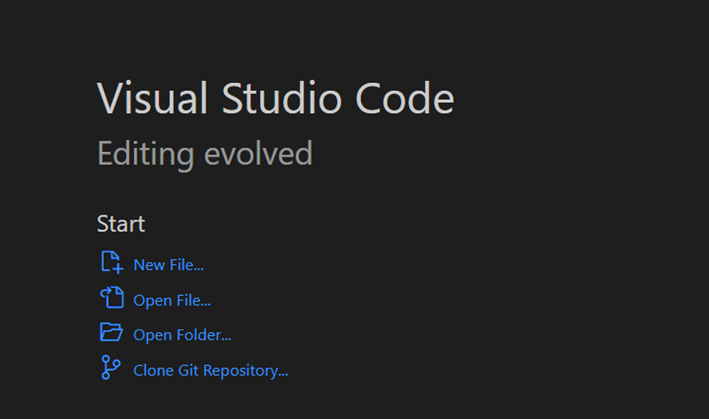 Visual Studio Code
Editing evolved
Start
New File...
Open File...
Open Folder...
Clone Git Repository...